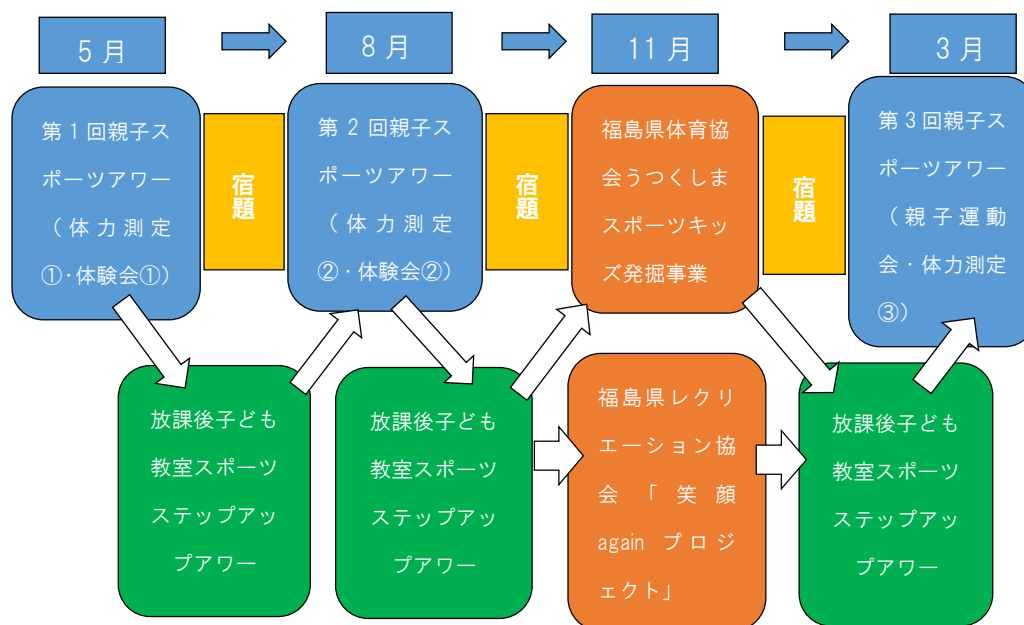 5月
8月
11月
3月
第1回親子ス
ポーツアワー
（体力測定
①・体験会①）
宿題
第2回親子ス
ポーツアワー
（体力測定
②・体験会②）
宿題
福島県体育協
会うつくしま
スポーツキッ
ズ発掘事業
宿題
第3回親子ス
ポーツアワー
（親子運動
会・体力測定
③）
放課後子ども
教室スポーツ
ステップアッ
プアワー
放課後子ども
教室スポーツ
ステップアッ
プアワー
福島県レクリ
エーション協
会「笑顔
againプロジ
ェクト」
放課後子ども
教室スポーツ
ステップアッ
プアワー